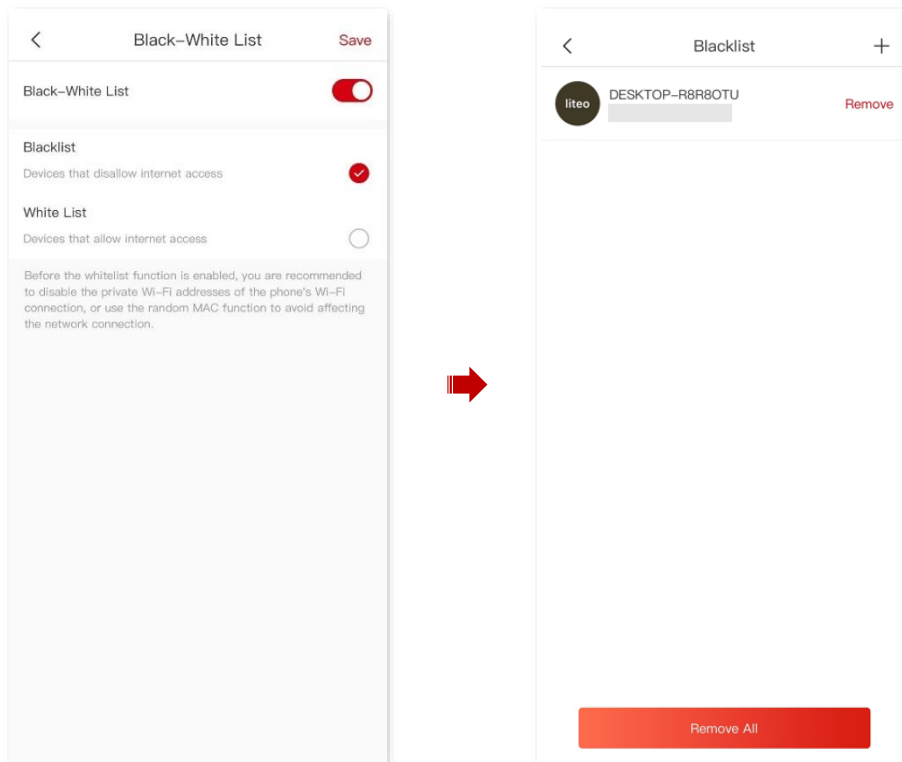 Black-White List
Save
Black-White List
Blacklist
Devices that disallow internet access
White List
Devices that allow internet access
Before the whitelist function is enabled, you are recommended
to disable the private Wi-Fi addresses of the phone's Wi-Fi
connection, or use the random MAC function to avoid affecting
the network connection.
Blacklist
liteo
DESKTOP-R8R8OTU
Remove
Remove All